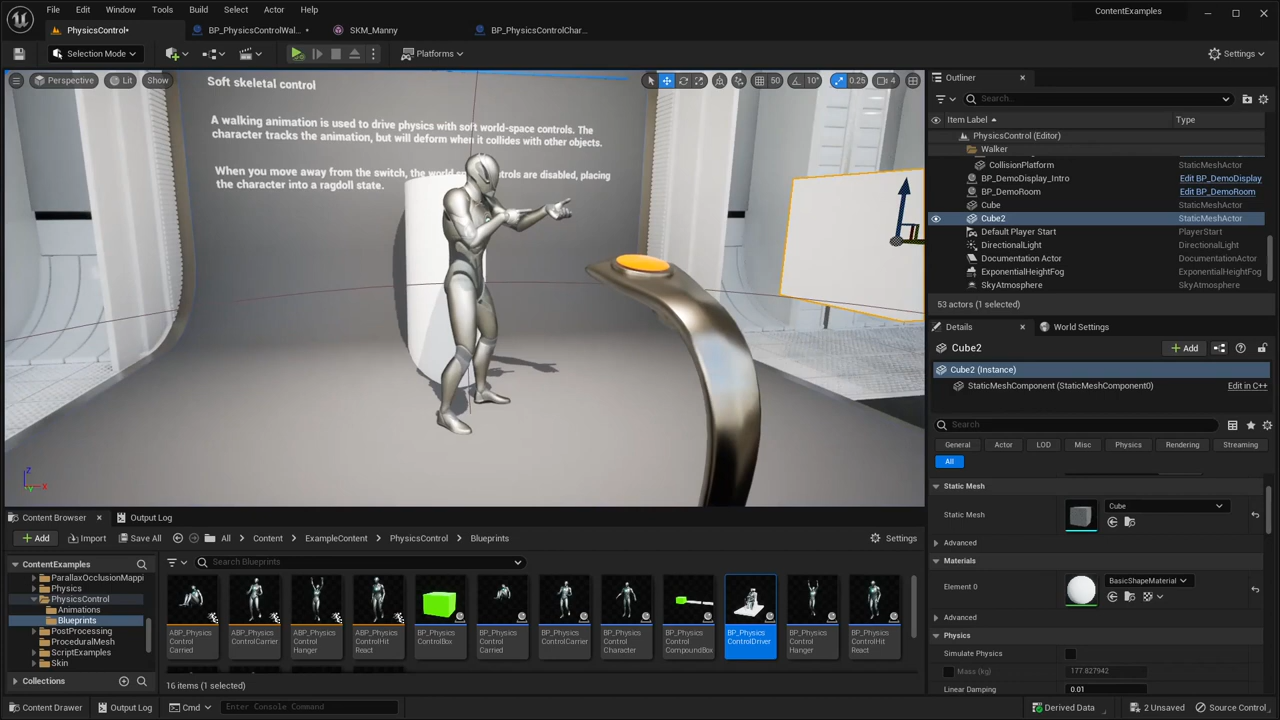 File Edit Window Tools Build Select Actor Help
ContentExamples
PhysicsControl•
BP_PhysicsControlWal... •
SKM_Manny
BP_PhysicsControlChar...
Selection Mode
Platforms
Settings
Perspective Lit Show
50 10° 0.25 4
Soft skeletal control
A walking animation is used to drive physics with soft world-space controls. The
character tracks the animation, but will deform when it collides with other objects.
When you move away from the switch, the world
controls are disabled, placing
the character into a ragdoll state.
Outliner
Search...
Item Label Type
PhysicsControl (Editor)
Walker
CollisionPlatform StaticMeshActor
BP_DemoDisplay_Intro Edit BP_DemoDisplay
BP_DemoRoom Edit BP_DemoRoom
Cube StaticMeshActor
Cube2 StaticMeshActor
Default Player Start PlayerStart
DirectionalLight DirectionalLight
Documentation Actor DocumentationActor
ExponentialHeightFog ExponentialHeightFog
SkyAtmosphere SkyAtmosphere
53 actors (1 selected)
Details World Settings
Cube2
Add
Cube2 (Instance)
StaticMeshComponent (StaticMeshComponent0) Edit in C++
Search
General Actor LOD Misc Physics Rendering Streaming
All
Static Mesh
Static Mesh Cube
Advanced
Materials
Element 0 BasicShapeMaterial
Advanced
Physics
Simulate Physics
Mass (kg) 177.827942
Linear Damping 0.01
Content Browser Output Log
Add Import Save All All Content ExampleContent PhysicsControl Blueprints Settings
ContentExamples
Search Blueprints
ParallaxOcclusionMappi
Physics
PhysicsControl
Animations
Blueprints
PostProcessing
ProceduralMesh
ScriptExamples
Skin
Collections
ABP_Physics
Control
Carried
ABP_Physics
ControlCarrier
ABP_Physics
Control
Hanger
ABP_Physics
ControlHit
React
BP_Physics
ControlBox
BP_Physics
Control
Carried
BP_Physics
ControlCarrier
BP_Physics
Control
Character
BP_Physics
Control
CompoundBox
BP_Physics
ControlDriver
BP_Physics
Control
Hanger
BP_Physics
ControlHit
React
16 items (1 selected)
Content Drawer Output Log Cmd Enter Console Command
Derived Data 2 Unsaved Source Control